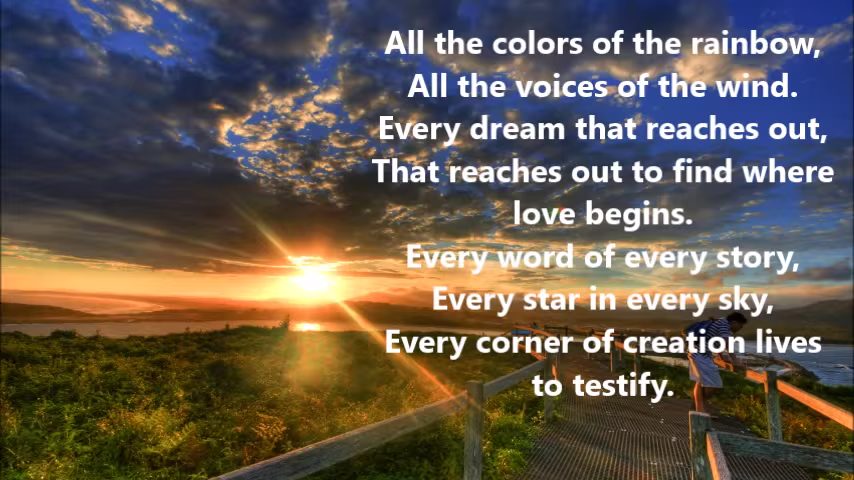 All the colors of the rainbow,
All the voices of the wind.
Every dream that reaches out,
That reaches out to find where
love begins.
Every word of every story,
Every star in every sky,
Every corner of creation lives
to testify.